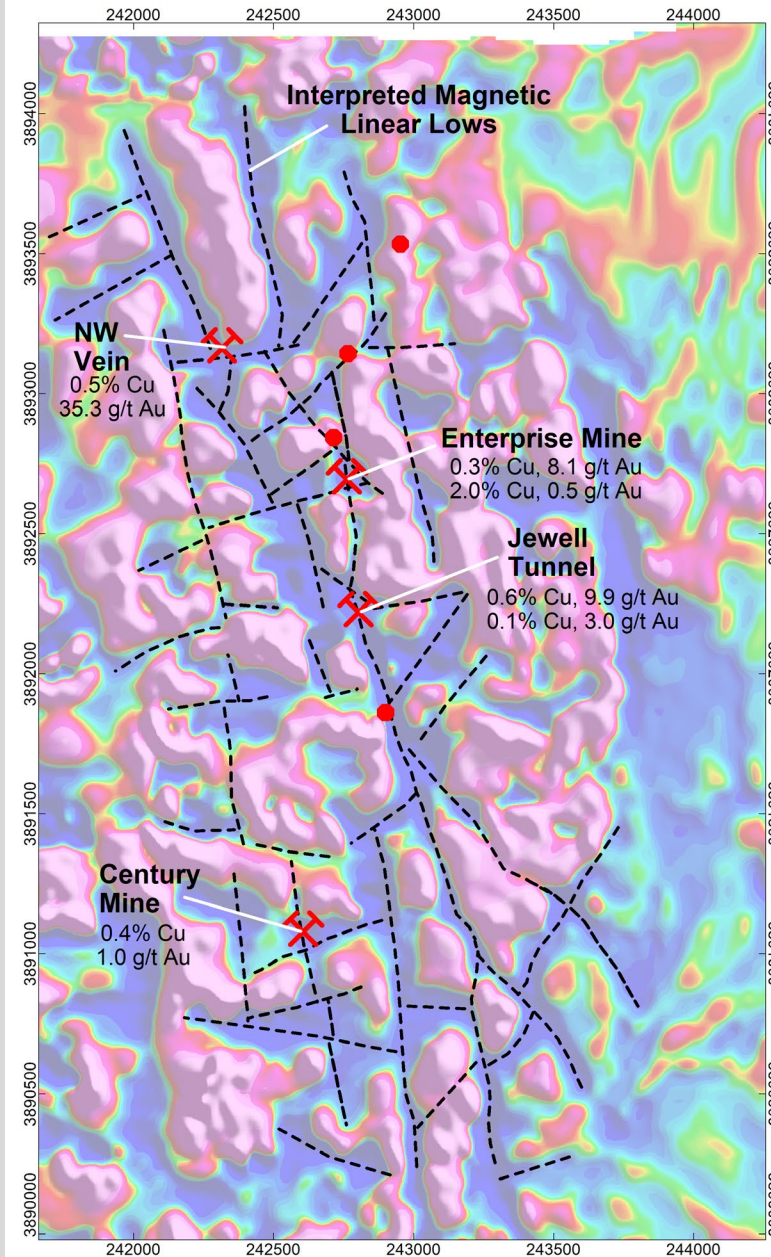 242000 242500 243000 243500 244000
3894000
Interpreted Magnetic
Linear Lows
3893500
NW
Vein
0.5% Cu
35.3 g/t Au
3893000
Enterprise Mine
0.3% Cu, 8.1 g/t Au
2.0% Cu, 0.5 g/t Au
3892500
Jewell
Tunnel
0.6% Cu, 9.9 g/t Au
0.1% Cu, 3.0 g/t Au
3892000
3891500
Century
Mine
0.4% Cu
1.0 g/t Au
3891000
3890500
3890000
242000 242500 243000 243500 244000